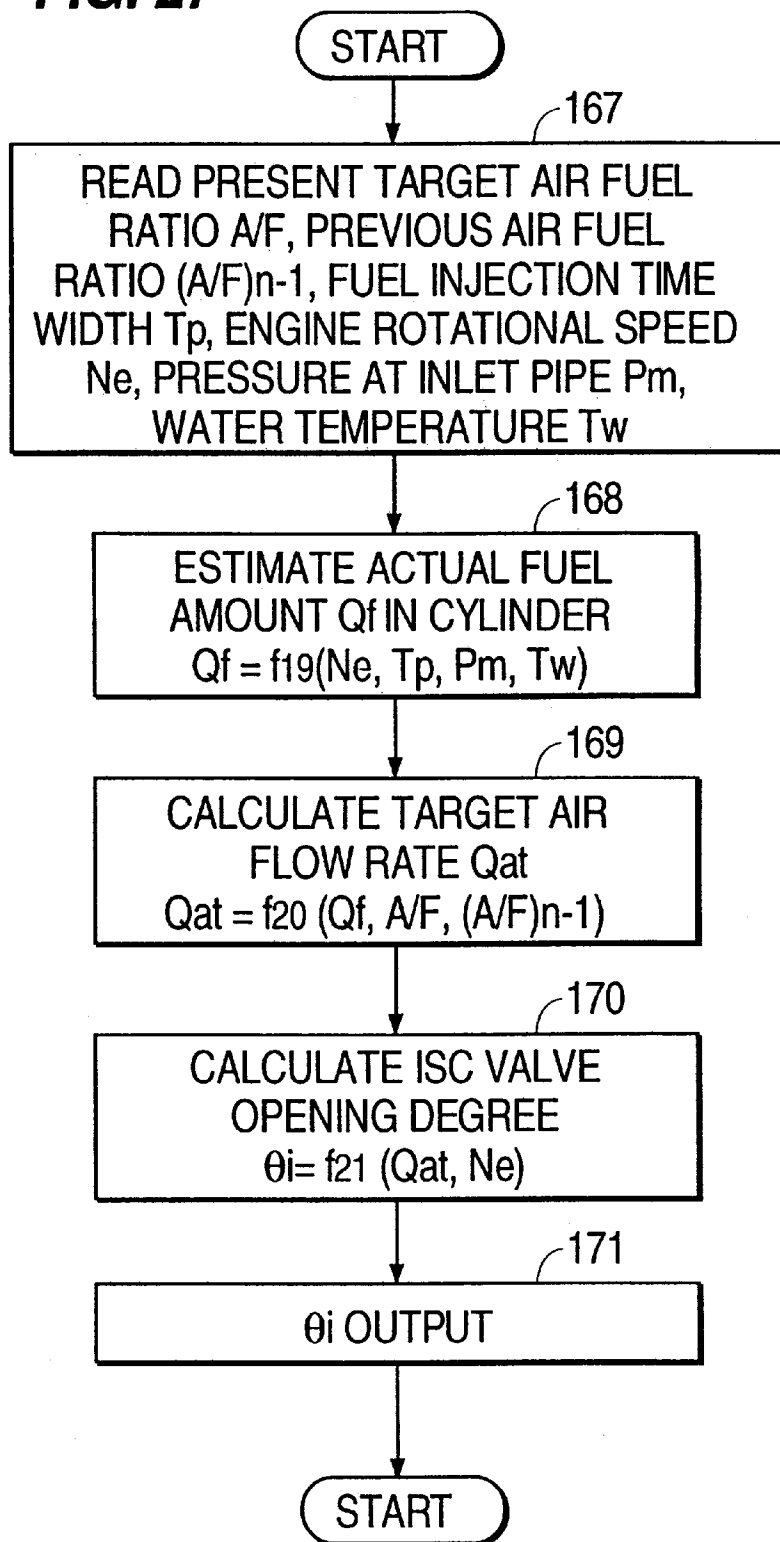 START
167
READ PRESENT TARGET AIR FUEL
RATIO A/F, PREVIOUS AIR FUEL
RATIO (A/F)n-1, FUEL INJECTION TIME
WIDTH Tp, ENGINE ROTATIONAL SPEED
Ne, PRESSURE AT INLET PIPE Pm,
WATER TEMPERATURE Tw
168
ESTIMATE ACTUAL FUEL
AMOUNT Qf IN CYLINDER
Qf = f19(Ne, Tp, Pm, Tw)
169
CALCULATE TARGET AIR
FLOW RATE Qat
Qat = f20 (Qf, A/F, (A/F)n-1)
170
CALCULATE ISC VALVE
OPENING DEGREE
θi= f21 (Qat, Ne)
171
θi OUTPUT
START